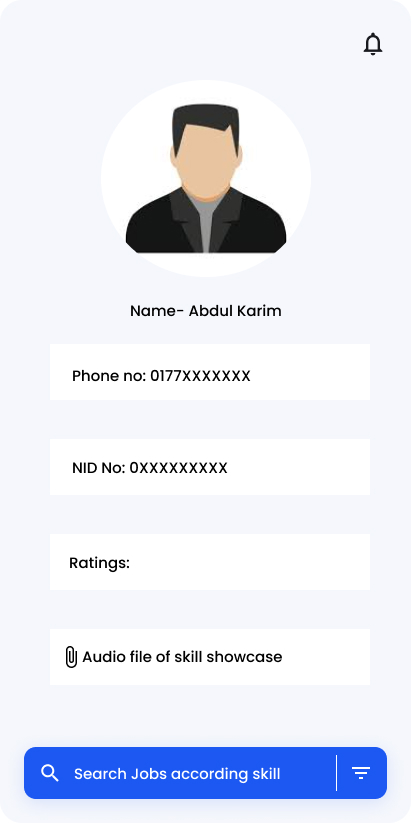 Name- Abdul Karim
Phone no: 0177XXXXXXX
NID No: 0XXXXXXXXX
Ratings:
Audio file of skill showcase
Search Jobs according skill